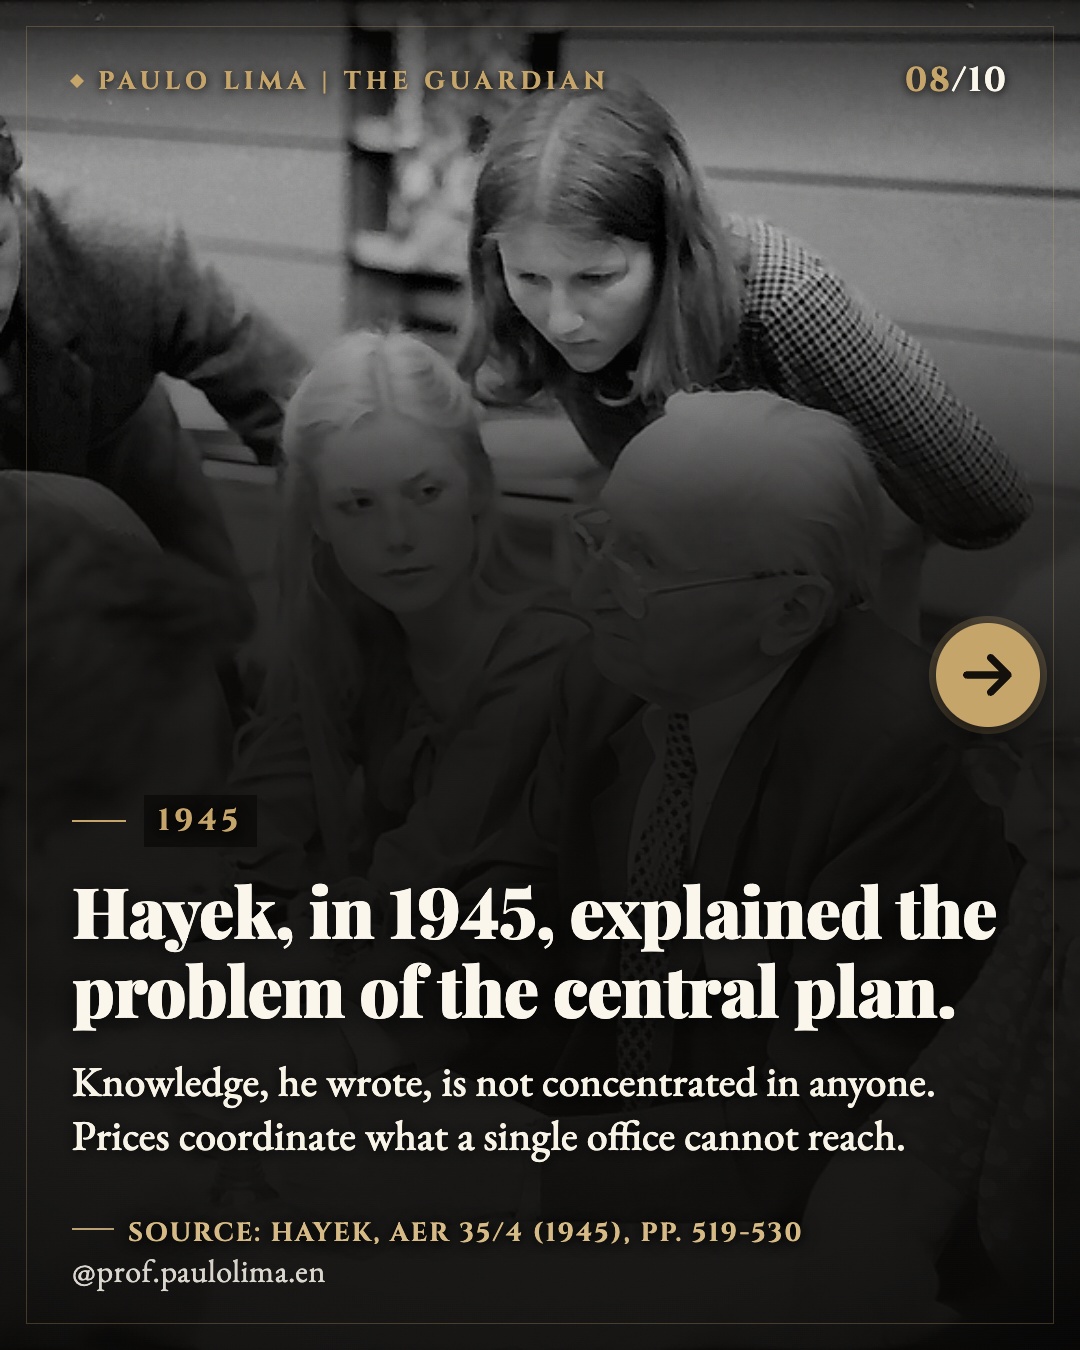 ◆ PAULO LIMA | THE GUARDIAN
08/10
1945
Hayek, in 1945, explained the
problem of the central plan.
Knowledge, he wrote, is not concentrated in anyone.
Prices coordinate what a single office cannot reach.
SOURCE: HAYEK, AER 35/4 (1945), PP. 519-530
@prof.paulolima.en